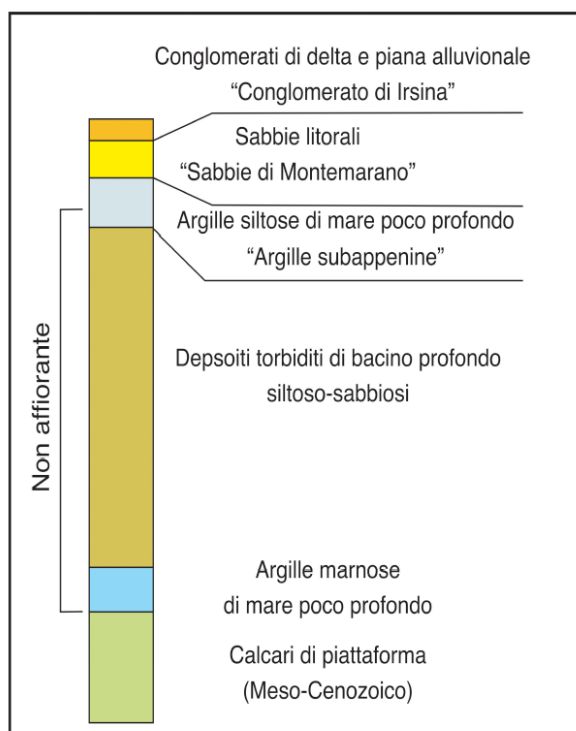 Conglomerati di delta e piana alluvionale
“Conglomerato di Irsina”
Sabbie litorali
“Sabbie di Montemarano”
Argille siltose di mare poco profondo
“Argille subappenine”
Non affiorante
Depsoiti torbiditi di bacino profondo
siltoso-sabbiosi
Argille marnose
di mare poco profondo
Calcari di piattaforma
(Meso-Cenozoico)